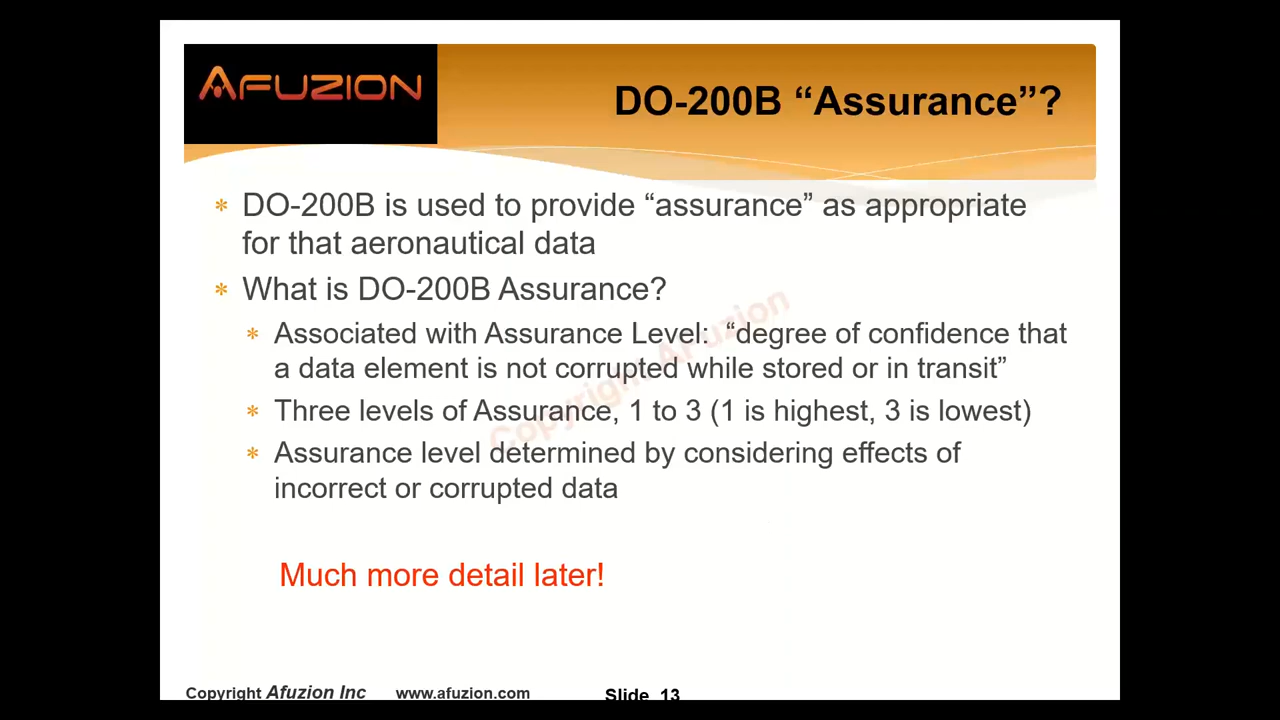 AFUZION
DO-200B “Assurance”?
* DO-200B is used to provide “assurance” as appropriate
for that aeronautical data
* What is DO-200B Assurance?
* Associated with Assurance Level: “degree of confidence that
a data element is not corrupted while stored or in transit”
* Three levels of Assurance, 1 to 3 (1 is highest, 3 is lowest)
* Assurance level determined by considering effects of
incorrect or corrupted data
Copyright AFuzion
Much more detail later!
Copyright Afuzion Inc www.afuzion.com Slide 13